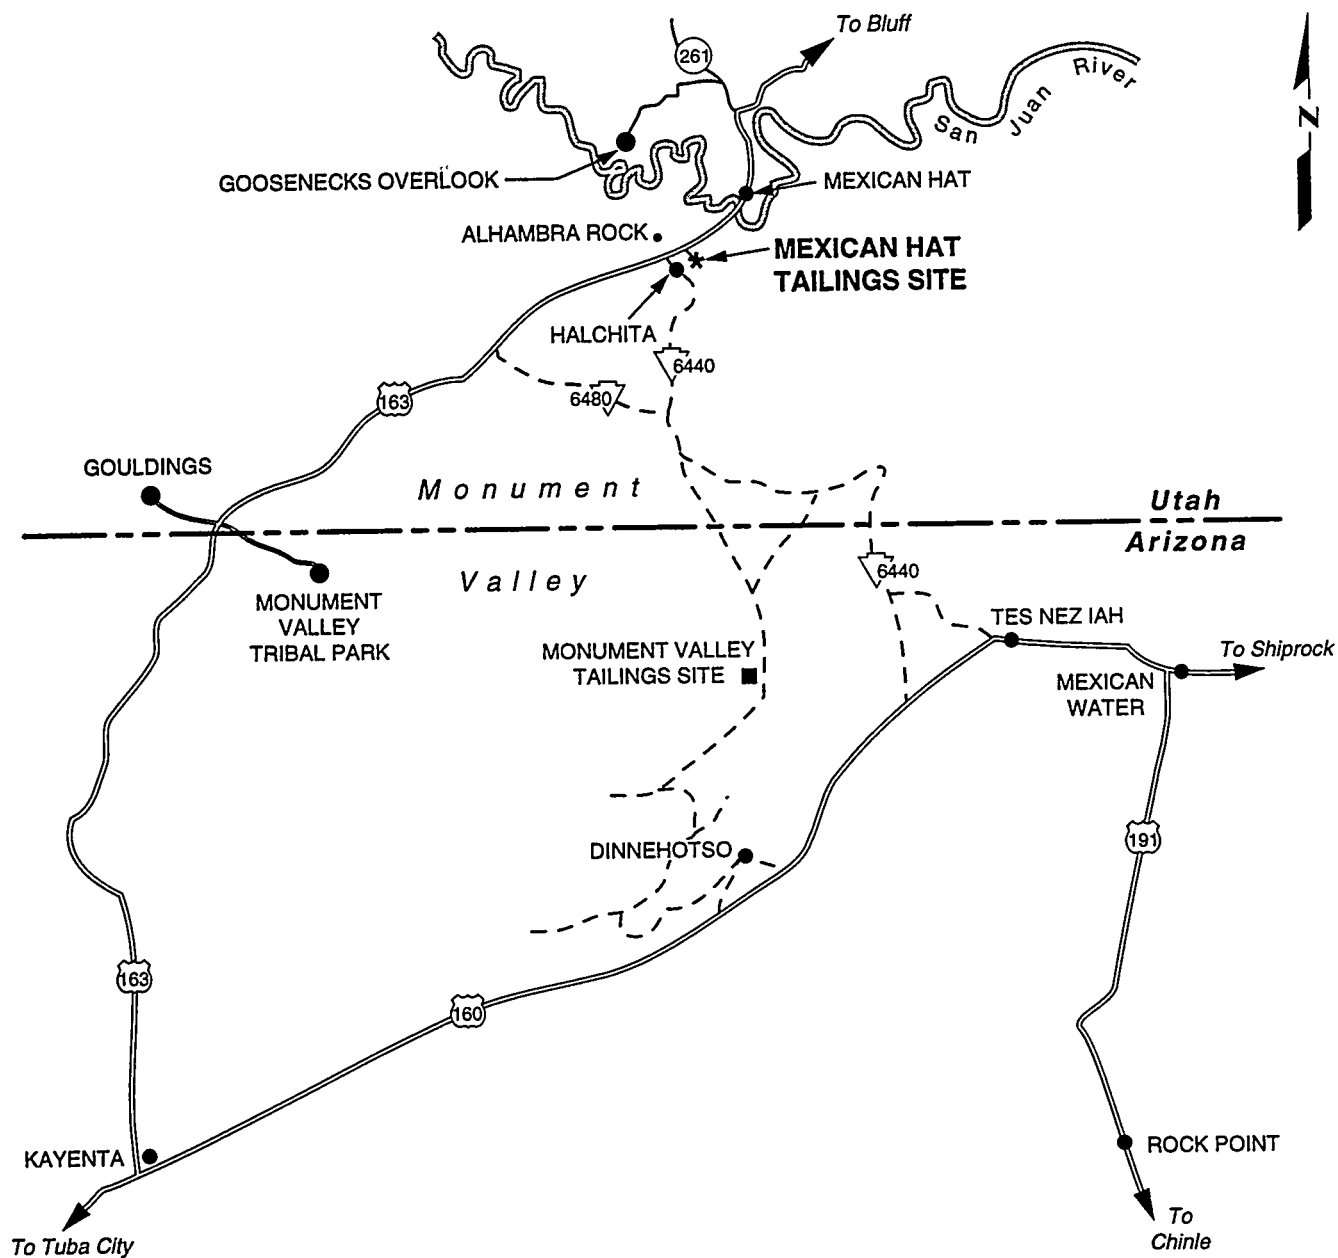 To Bluff
261
San Juan River
N
GOOSENECKS OVERLOOK
MEXICAN HAT
ALHAMBRA ROCK
MEXICAN HAT
TAILINGS SITE
HALCHITA
6440
6480
163
GOULDINGS
Monument
Utah
Arizona
Valley
6440
MONUMENT
VALLEY
TRIBAL PARK
TES NEZ IAH
To Shiprock
MONUMENT VALLEY
TAILINGS SITE
MEXICAN
WATER
191
DINNEHOTSO
163
160
KAYENTA
ROCK POINT
To Tuba City
To
Chinle